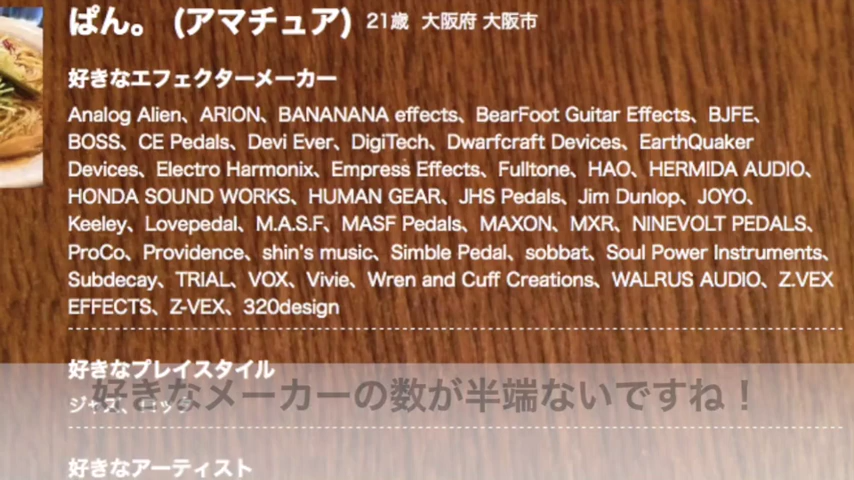 ぱん。 (アマチュア) 21歳 大阪府 大阪市
好きなエフェクターメーカー
Analog Alien、ARION、BANANANA effects、BearFoot Guitar Effects、BJFE、
BOSS、CE Pedals、Devi Ever、DigiTech、Dwarfcraft Devices、EarthQuaker
Devices、Electro Harmonix、Empress Effects、Fulltone、HAO、HERMIDA AUDIO、
HONDA SOUND WORKS、HUMAN GEAR、JHS Pedals、Jim Dunlop、JOYO、
Keeley、Lovepedal、M.A.S.F、MASF Pedals、MAXON、MXR、NINEVOLT PEDALS、
ProCo、Providence、shin's music、Simble Pedal、sobbat、Soul Power Instruments、
Subdecay、TRIAL、VOX、Vivie、Wren and Cuff Creations、WALRUS AUDIO、Z.VEX
EFFECTS、Z-VEX、320design
好きなプレイスタイル
好きなメーカーの数が半端ないですね！
ジャズ、ロック
好きなアーティスト